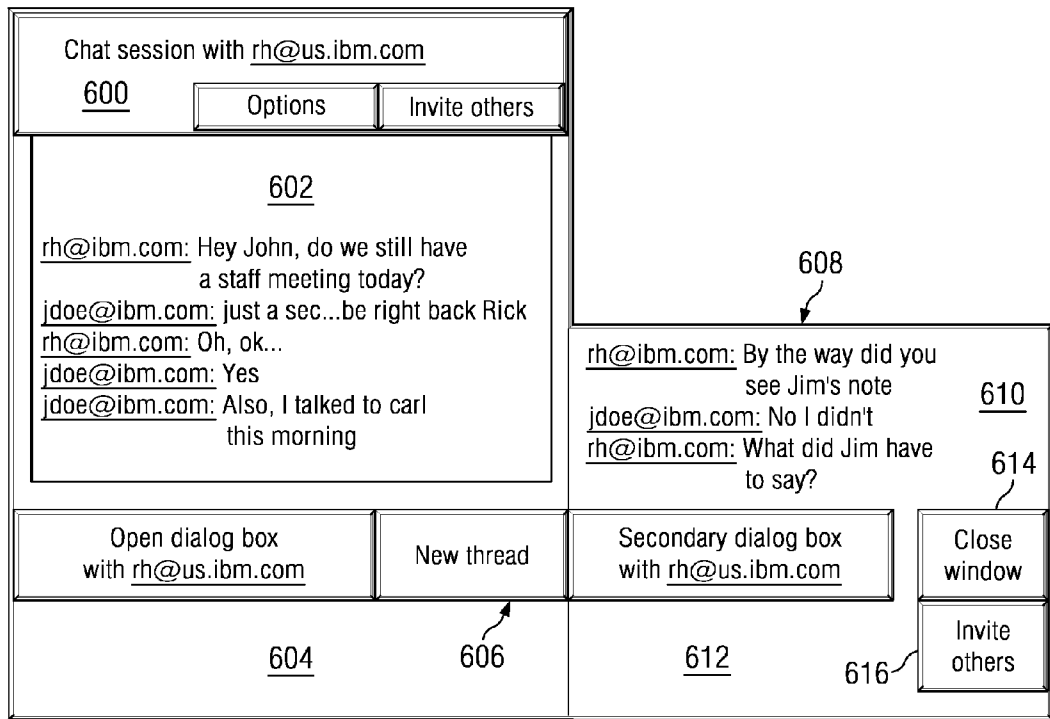 Chat session with rh@us.ibm.com
600
Options
Invite others
602
rh@ibm.com: Hey John, do we still have
a staff meeting today?
jdoe@ibm.com: just a sec...be right back Rick
rh@ibm.com: Oh, ok...
jdoe@ibm.com: Yes
jdoe@ibm.com: Also, I talked to carl
this morning
608
rh@ibm.com: By the way did you
see Jim's note
jdoe@ibm.com: No I didn't
rh@ibm.com: What did Jim have
to say?
610
614
Open dialog box
with rh@us.ibm.com
New thread
Secondary dialog box
with rh@us.ibm.com
Close
window
604
606
612
616
Invite
others